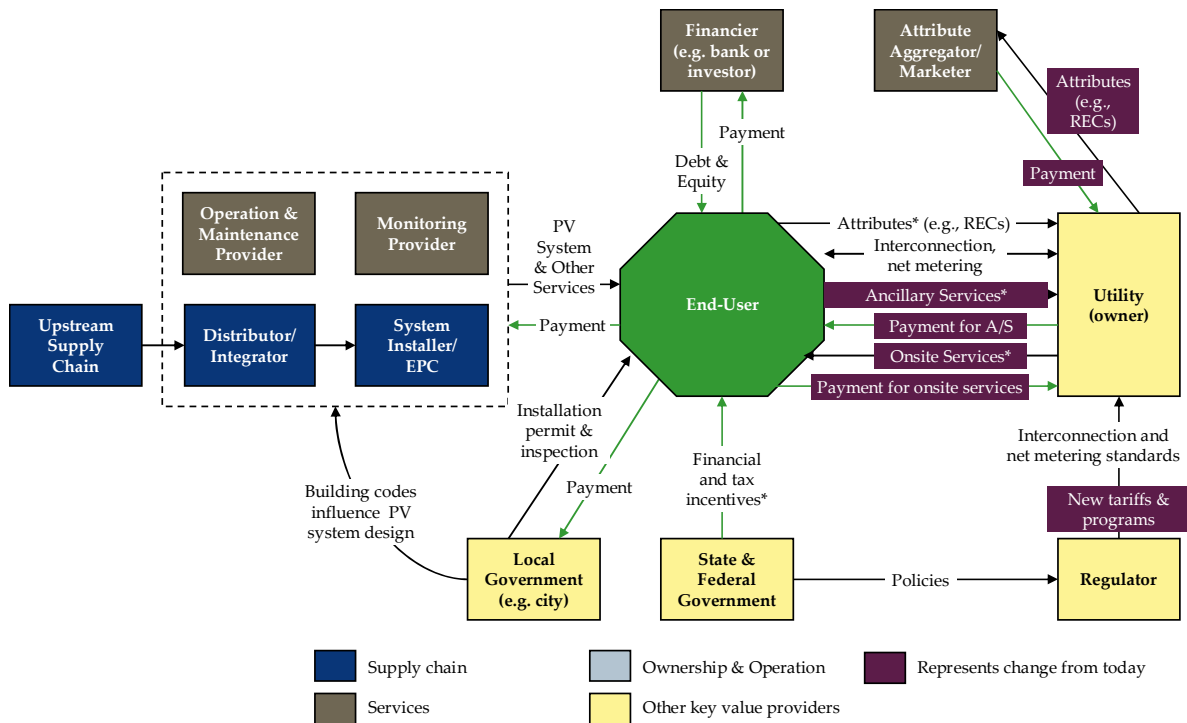 Financier
(e.g. bank or
investor)
Attribute
Aggregator/
Marketer
Attributes
(e.g.,
RECs)
Payment
Debt &
Equity
Payment
Operation &
Maintenance
Provider
Monitoring
Provider
PV
System
& Other
Services
Payment
Upstream
Supply
Chain
Distributor/
Integrator
System
Installer/
EPC
End-User
Attributes* (e.g., RECs)
Interconnection,
net metering
Ancillary Services*
Payment for A/S
Onsite Services*
Payment for onsite services
Utility
(owner)
Installation
permit &
inspection
Payment
Financial
and tax
incentives*
Interconnection and
net metering standards
New tariffs &
programs
Building codes
influence PV
system design
Local
Government
(e.g. city)
State &
Federal
Government
Policies
Regulator
Supply chain
Ownership & Operation
Represents change from today
Services
Other key value providers